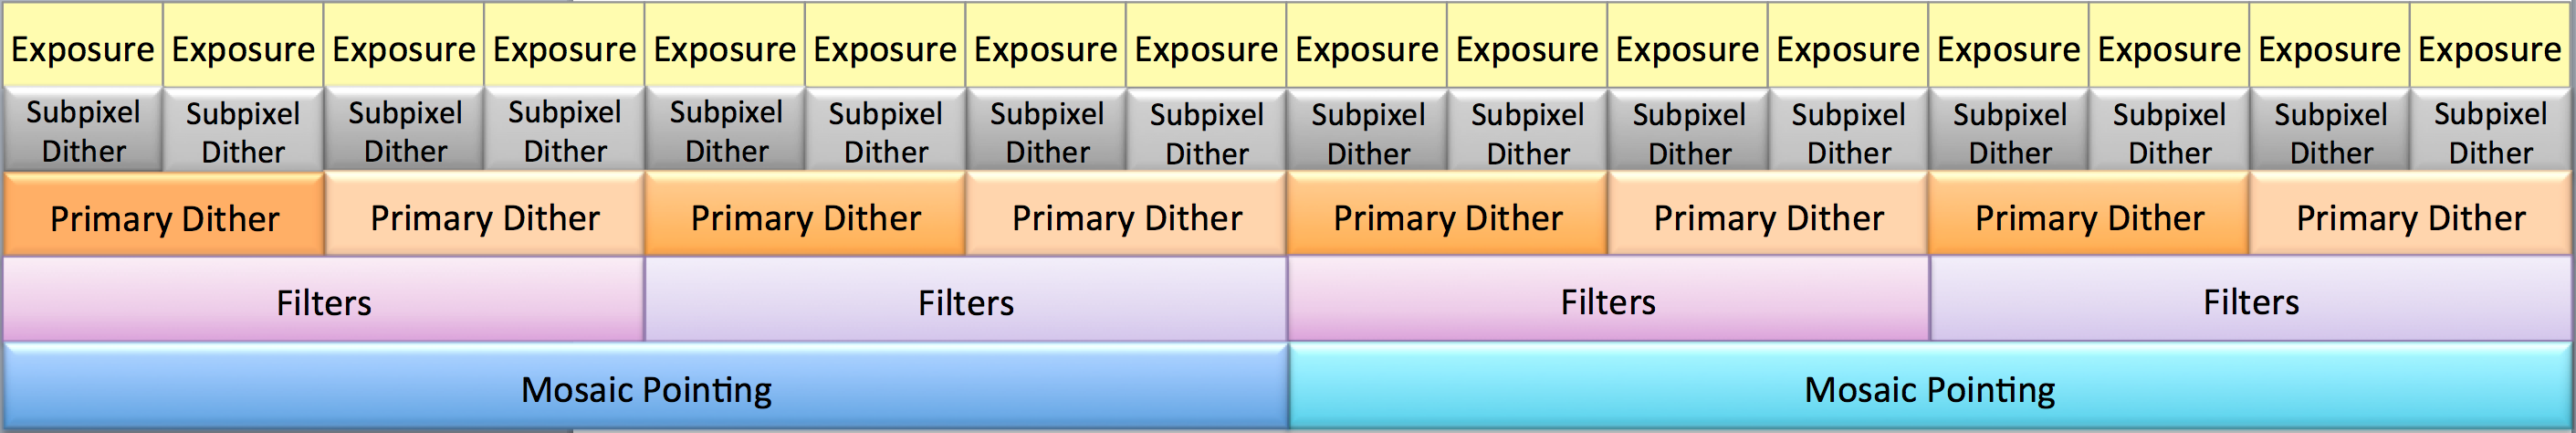 Exposure Exposure Exposure Exposure Exposure Exposure Exposure Exposure Exposure Exposure Exposure Exposure Exposure Exposure Exposure Exposure
Subpixel Subpixel Subpixel Subpixel Subpixel Subpixel Subpixel Subpixel Subpixel Subpixel Subpixel Subpixel Subpixel Subpixel Subpixel Subpixel
Dither Dither Dither Dither Dither Dither Dither Dither Dither Dither Dither Dither Dither Dither Dither Dither
Primary Dither Primary Dither Primary Dither Primary Dither Primary Dither Primary Dither Primary Dither Primary Dither
Filters Filters Filters Filters
Mosaic Pointing Mosaic Pointing